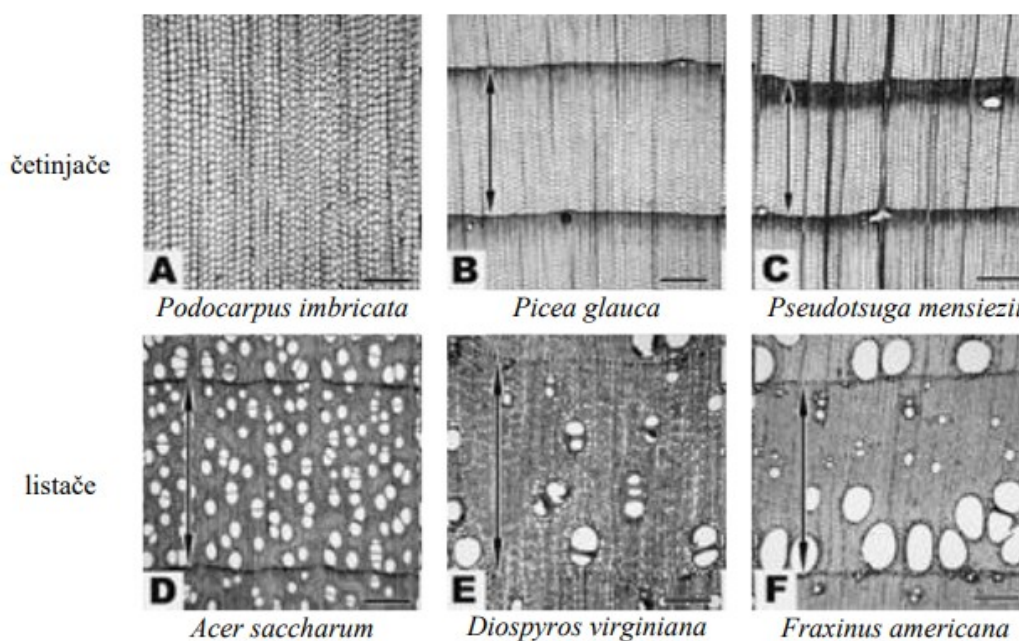 četinjače
A B C
Podocarpus imbricata Picea glauca Pseudotsuga mensiezii
listače
D E F
Acer saccharum Diospyros virginiana Fraxinus americana